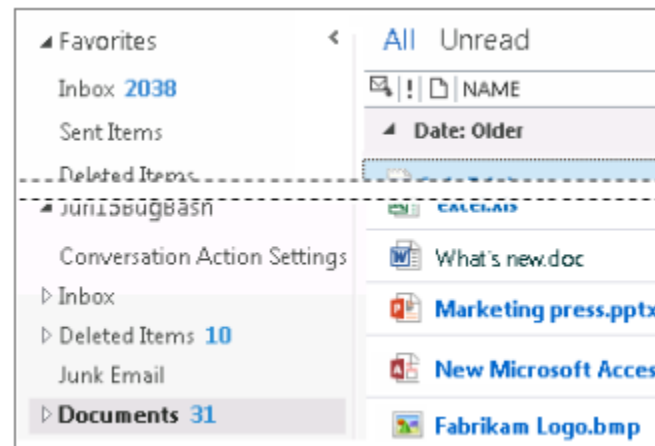 Favorites
Inbox 2038
Sent Items
Deleted Items
Jun15BugBash
Conversation Action Settings
Inbox
Deleted Items 10
Junk Email
Documents 31
All Unread
! NAME
Date: Older
excel.xls
What's new.doc
Marketing press.pptx
New Microsoft Acces
Fabrikam Logo.bmp